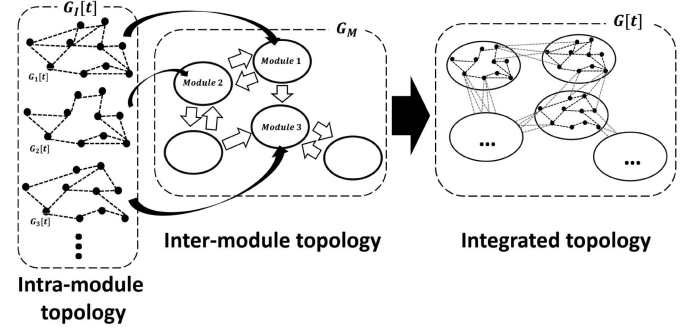 G_I[t]
G_1[t]
G_2[t]
G_3[t]
Intra-module
topology
G_M
Module 1
Module 2
Module 3
Inter-module topology
G[t]
...
...
Integrated topology